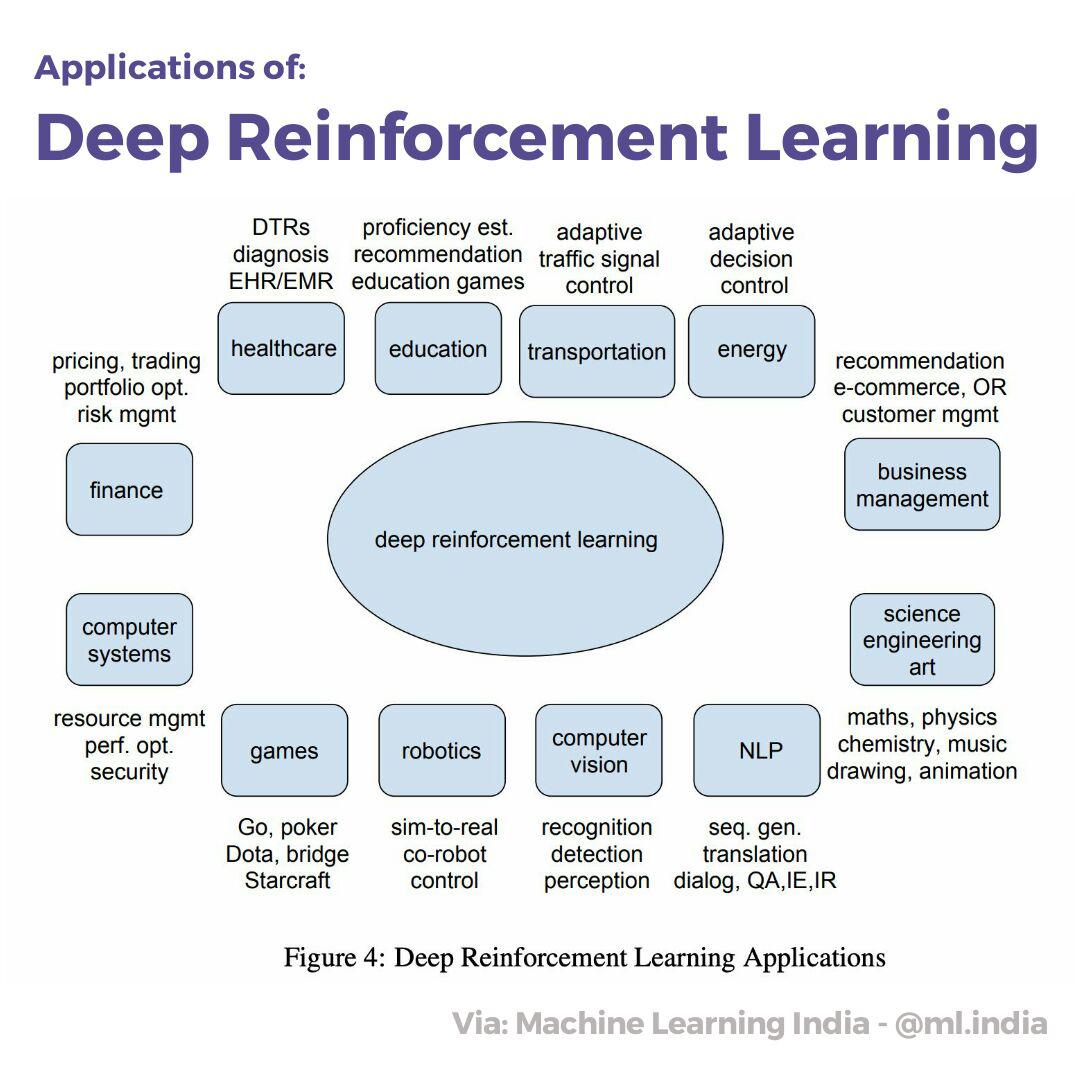 Applications of:
Deep Reinforcement Learning
DTRs
diagnosis
EHR/EMR
healthcare
proficiency est.
recommendation
education games
education
adaptive
traffic signal
control
transportation
adaptive
decision
control
energy
pricing, trading
portfolio opt.
risk mgmt
finance
recommendation
e-commerce, OR
customer mgmt
business
management
deep reinforcement learning
computer
systems
resource mgmt
perf. opt.
security
science
engineering
art
maths, physics
chemistry, music
drawing, animation
games
Go, poker
Dota, bridge
Starcraft
robotics
sim-to-real
co-robot
control
computer
vision
recognition
detection
perception
NLP
seq. gen.
translation
dialog, QA,IE,IR
Figure 4: Deep Reinforcement Learning Applications
Via: Machine Learning India - @ml.india